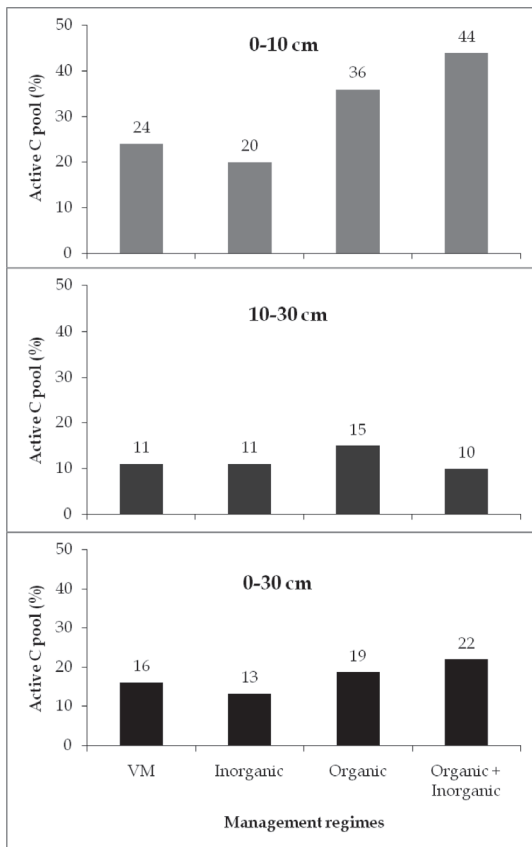 0-10 cm
Active C pool (%)
50
40
30
20
10
0
24
20
36
44
10-30 cm
Active C pool (%)
50
40
30
20
10
0
11
11
15
10
0-30 cm
Active C pool (%)
50
40
30
20
10
0
16
13
19
22
VM
Inorganic
Organic
Organic +
Inorganic
Management regimes